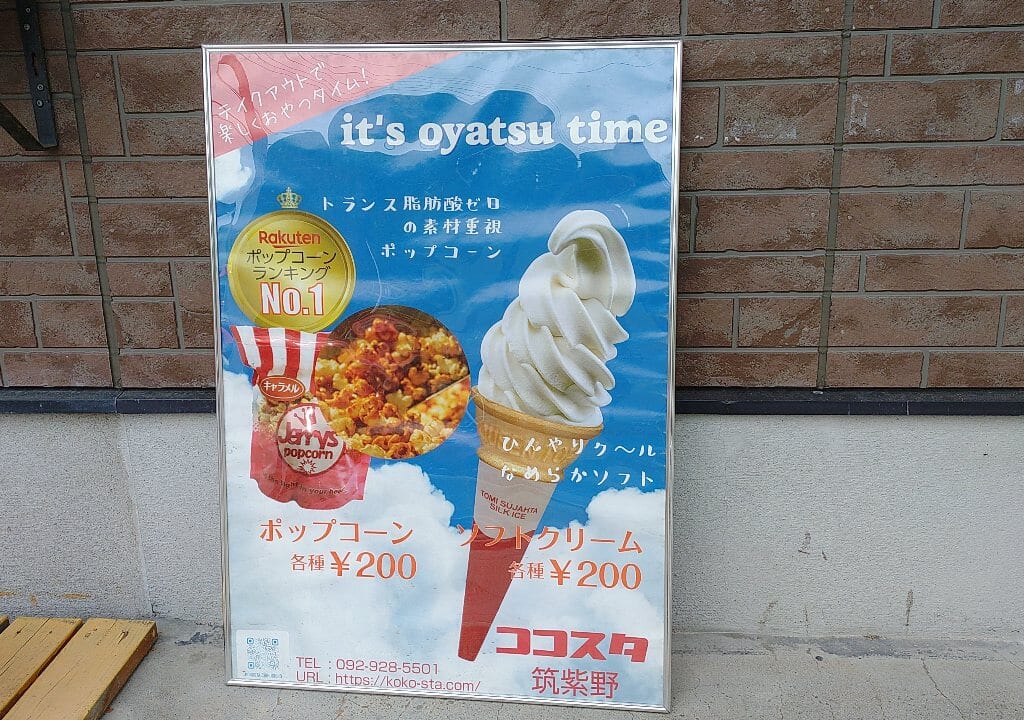 テイクアウトで
楽しくおやつタイム!
it's oyatsu time
トランス脂肪酸ゼロ
の素材重視
ポップコーン
Rakuten
ポップコーン
ランキング
No.1
キャラメル
Jerry's
popcorn
ひんやりク〜ル
なめらかソフト
TOMI SUJAHTA
SILK ICE
ポップコーン
各種 ¥200
ソフトクリーム
各種 ¥200
ココスタ
筑紫野
TEL : 092-928-5501
URL : https://koko-sta.com/